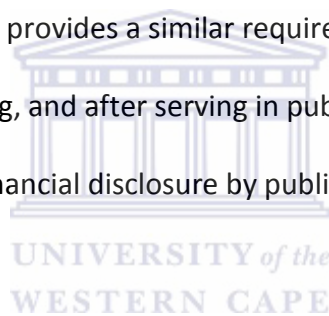 provides a similar require
g, and after serving in pub
nancial disclosure by publi
UNIVERSITY of the
WESTERN CAPE